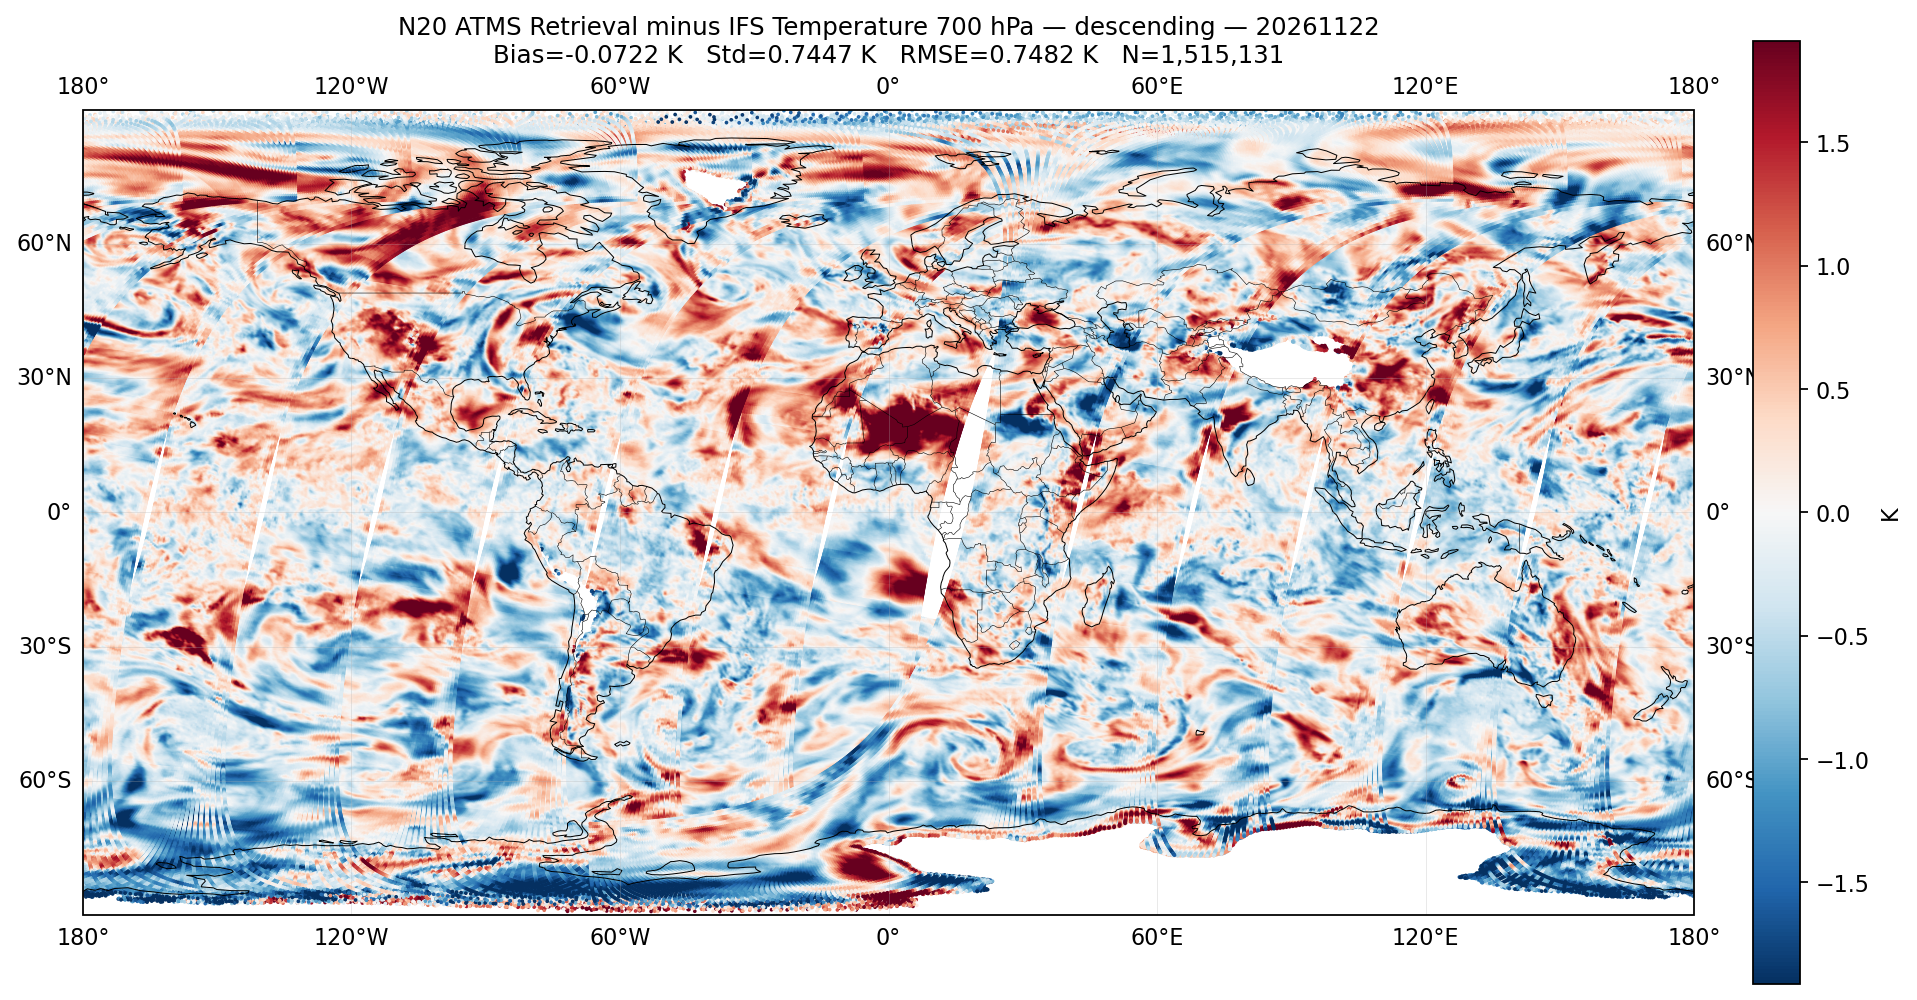 N20 ATMS Retrieval minus IFS Temperature 700 hPa — descending — 20261122
Bias=-0.0722 K   Std=0.7447 K   RMSE=0.7482 K   N=1,515,131
180° 120°W 60°W 0° 60°E 120°E 180°
60°N 60°N
30°N 30°N
0° 0°
30°S 30°S
60°S 60°S
180° 120°W 60°W 0° 60°E 120°E 180°
1.5
1.0
0.5
0.0
−0.5
−1.0
−1.5
K